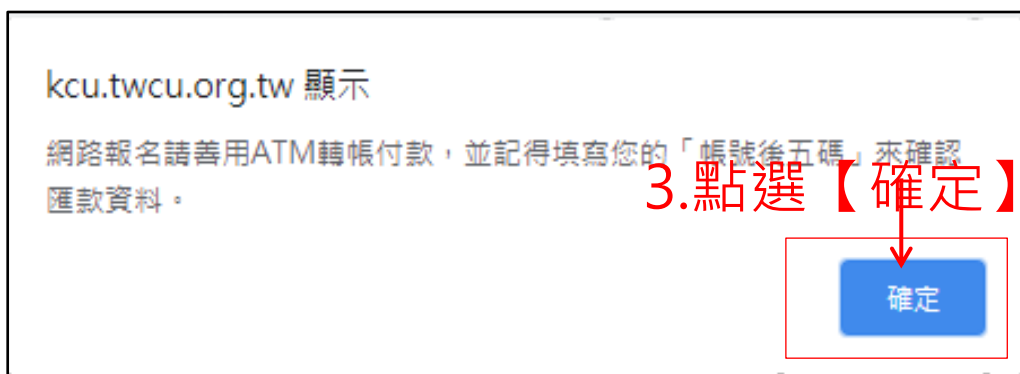 kcu.twcu.org.tw 顯示
網路報名請善用ATM轉帳付款，並記得填寫您的「帳號後五碼」來確認
匯款資料。
3.點選【確定】
確定